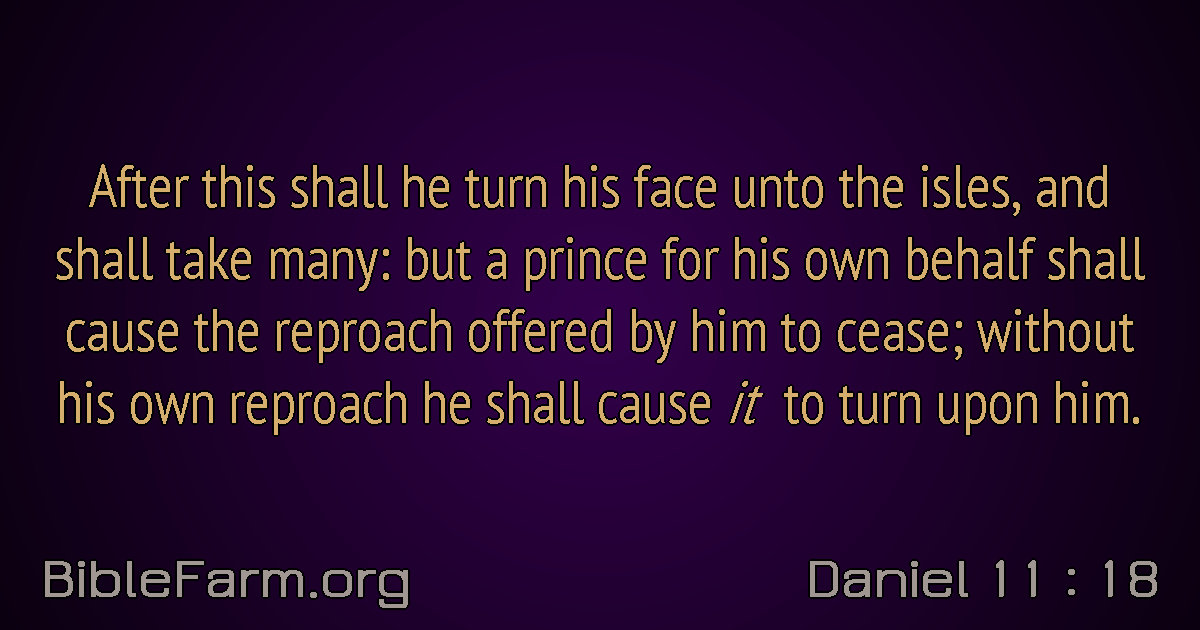 After this shall he turn his face unto the isles, and
shall take many: but a prince for his own behalf shall
cause the reproach offered by him to cease; without
his own reproach he shall cause it to turn upon him.
BibleFarm.org
Daniel 11 : 18